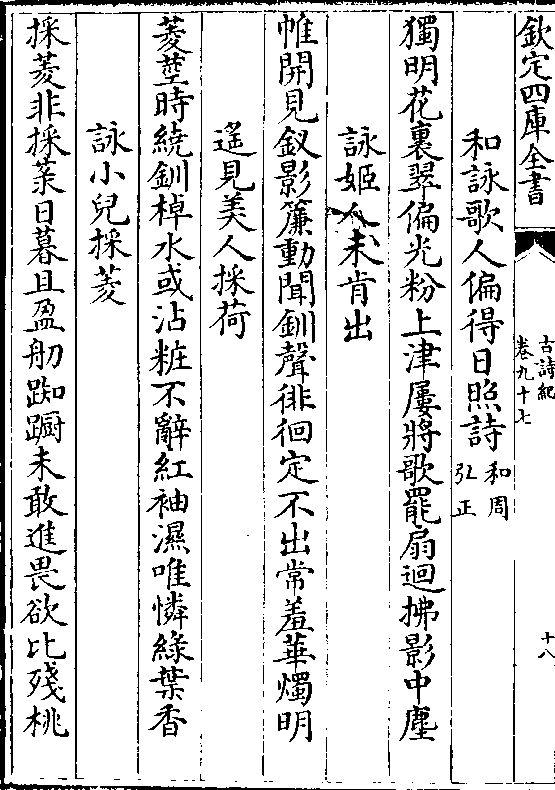 欽定四庫全書
古詩紀
卷九十七
十八
和詠歌人偏得日照詩和周弘正
獨明花裏翠偏光粉上津屢將歌罷扇迴拂影中塵
詠姬人未肯出
帷開見釵影簾動聞釧聲徘徊定不出常羞華燭明
遥見美人採荷
菱莖時繞釧棹水或沾粧不辭紅袖濕唯憐綠葉香
詠小兒採菱
採菱非採菉日暮且盈舠踟躕未敢進畏欲比殘桃